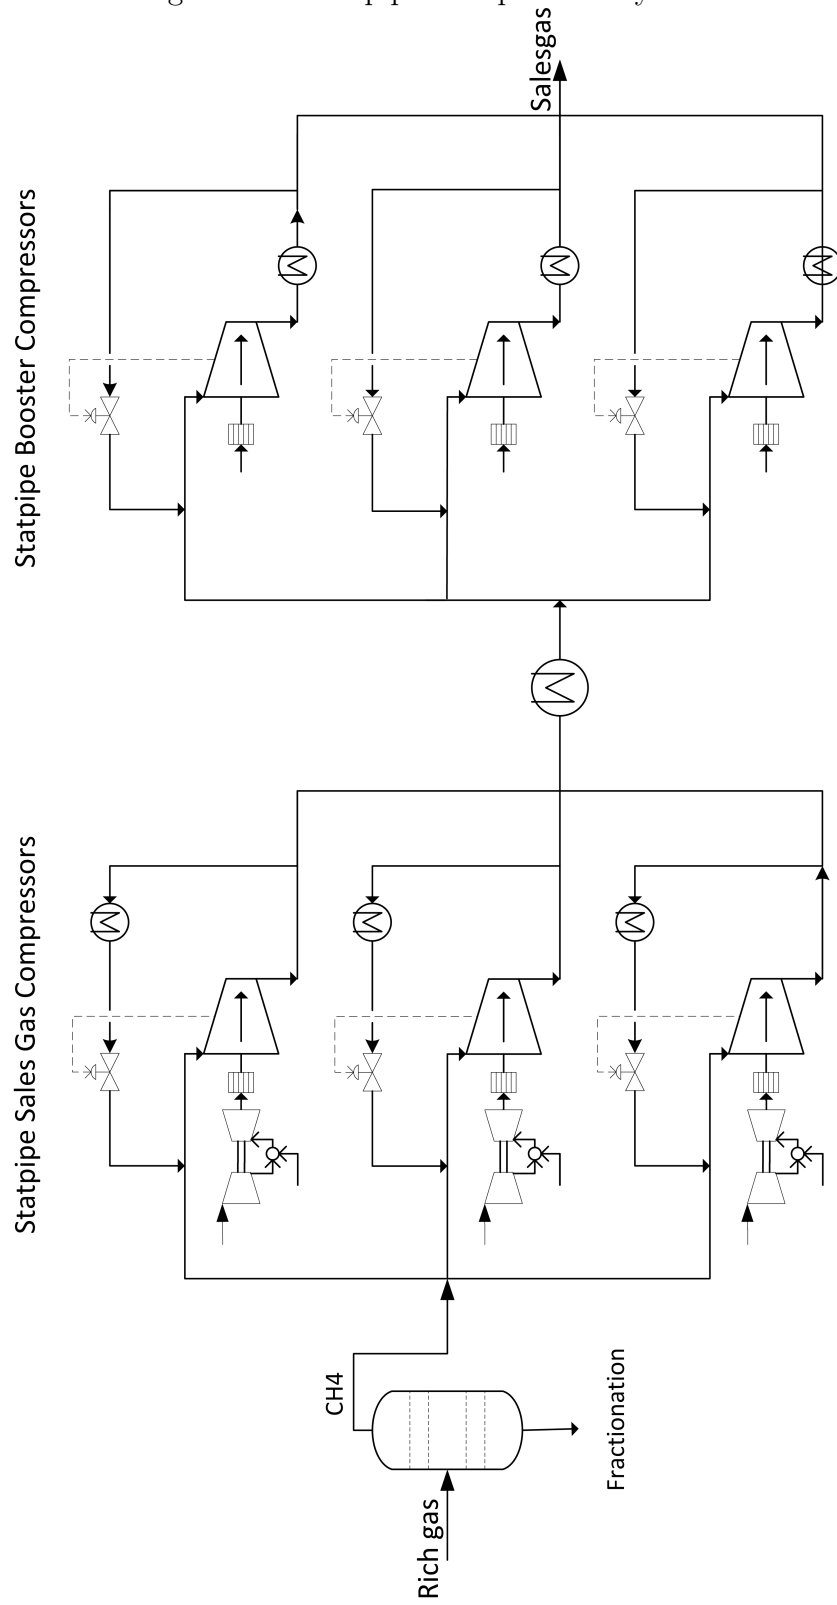 Salesgas
Statpipe Booster Compressors
Statpipe Sales Gas Compressors
CH4
Fractionation
Rich gas